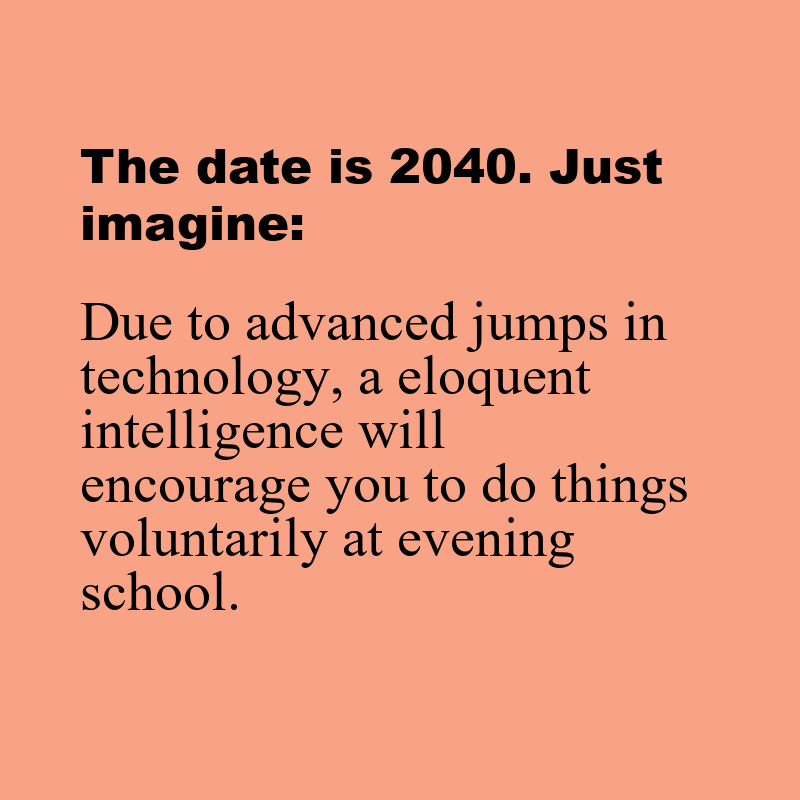 The date is 2040. Just
imagine:
Due to advanced jumps in
technology, a eloquent
intelligence will
encourage you to do things
voluntarily at evening
school.